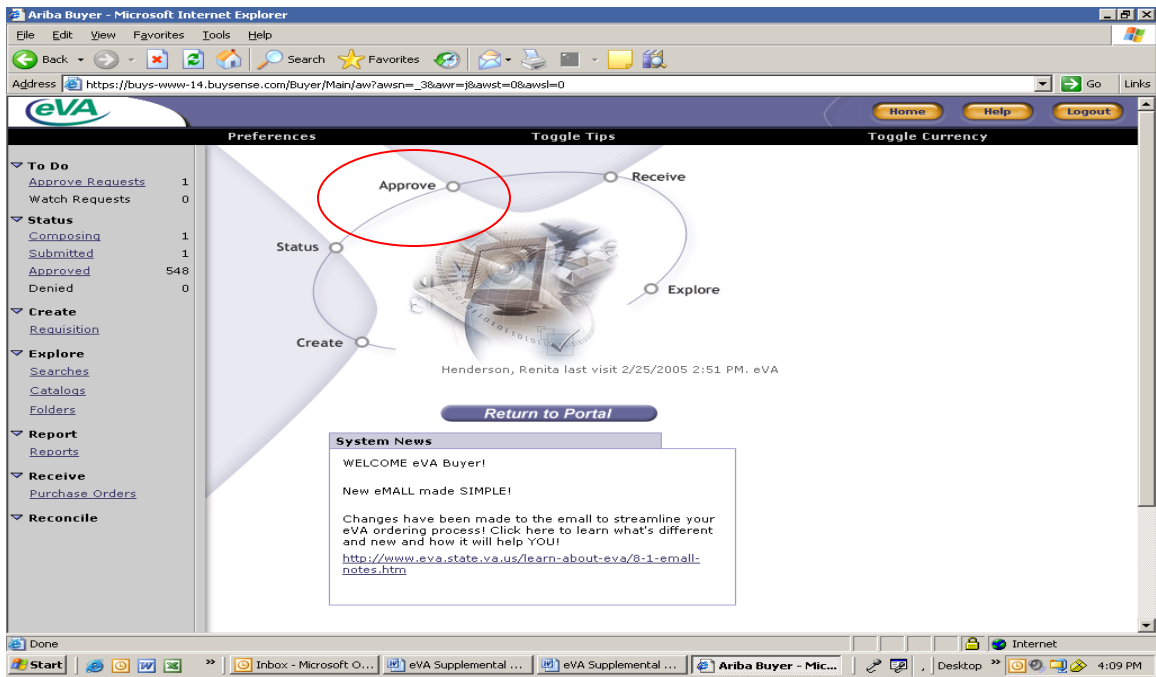 Ariba Buyer - Microsoft Internet Explorer
File Edit View Favorites Tools Help
Back Search Favorites
Address https://buys-www-14.buysense.com/Buyer/Main/aw?awsn=_3&awr=j&awst=0&awsl=0 Go Links
eVA Home Help Logout
Preferences Toggle Tips Toggle Currency
To Do
Approve Requests 1
Watch Requests 0
Status
Composing 1
Submitted 1
Approved 548
Denied 0
Create
Requisition
Explore
Searches
Catalogs
Folders
Report
Reports
Receive
Purchase Orders
Reconcile
Approve
Receive
Status
Explore
Create
Henderson, Renita last visit 2/25/2005 2:51 PM. eVA
Return to Portal
System News
WELCOME eVA Buyer!
New eMALL made SIMPLE!
Changes have been made to the emall to streamline your
eVA ordering process! Click here to learn what's different
and new and how it will help YOU!
http://www.eva.state.va.us/learn-about-eva/8-1-emall-
notes.htm
Done Internet
Start » Inbox - Microsoft O... eVA Supplemental ... eVA Supplemental ... Ariba Buyer - Mic... Desktop » 4:09 PM